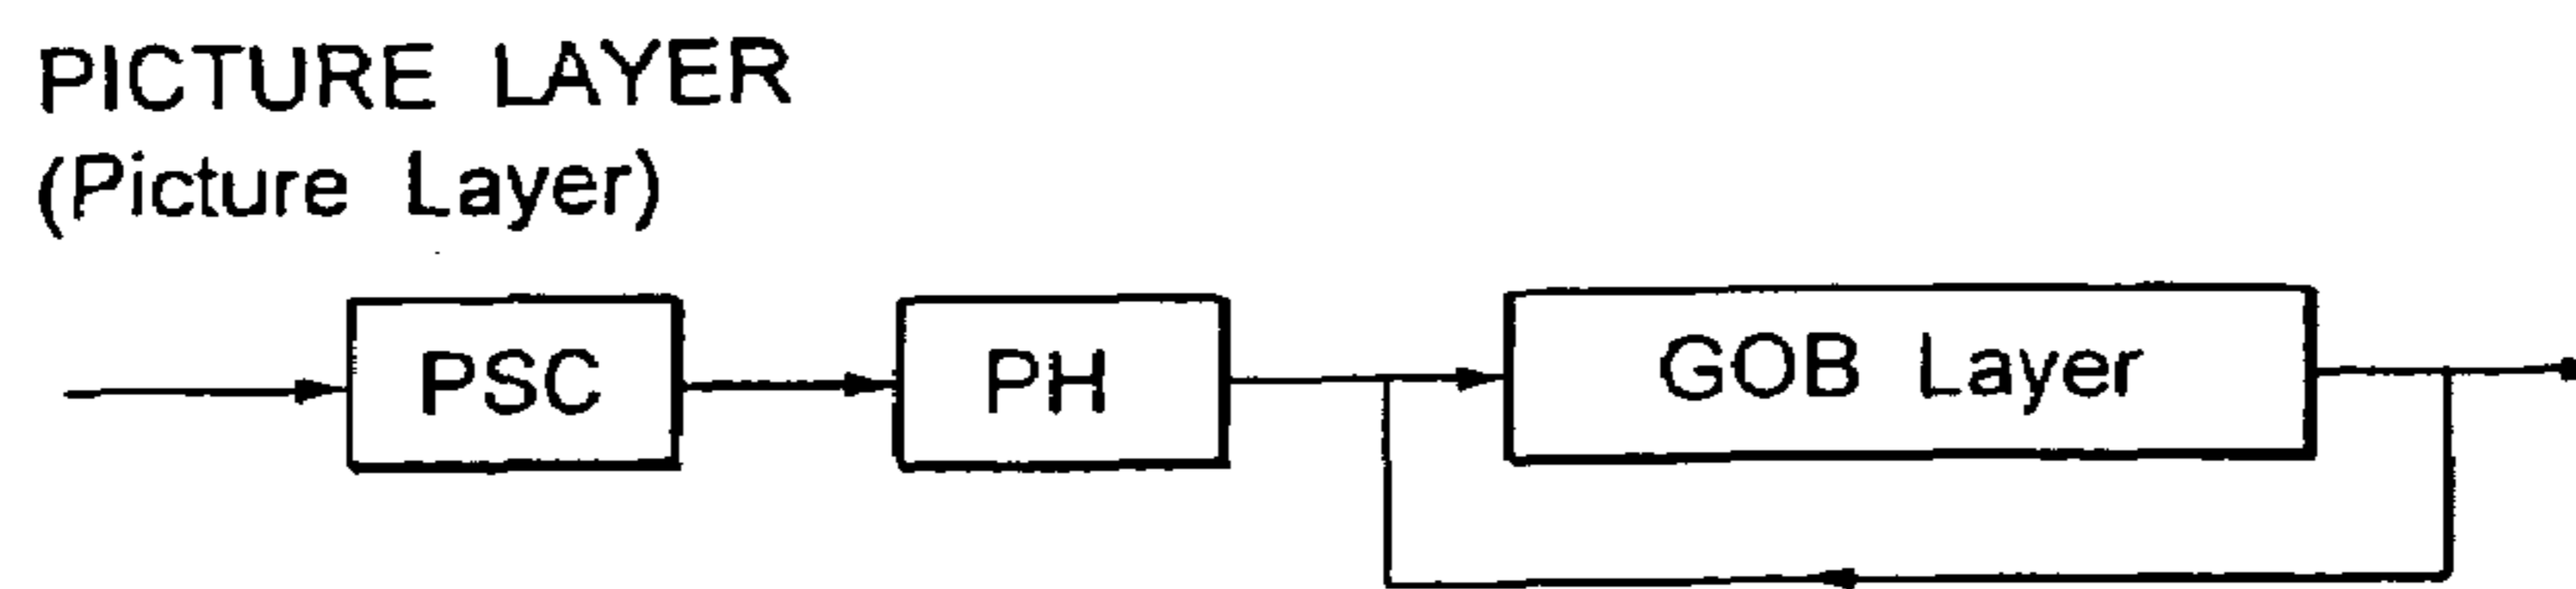 PICTURE LAYER
(Picture Layer)
PSC
PH
GOB Layer